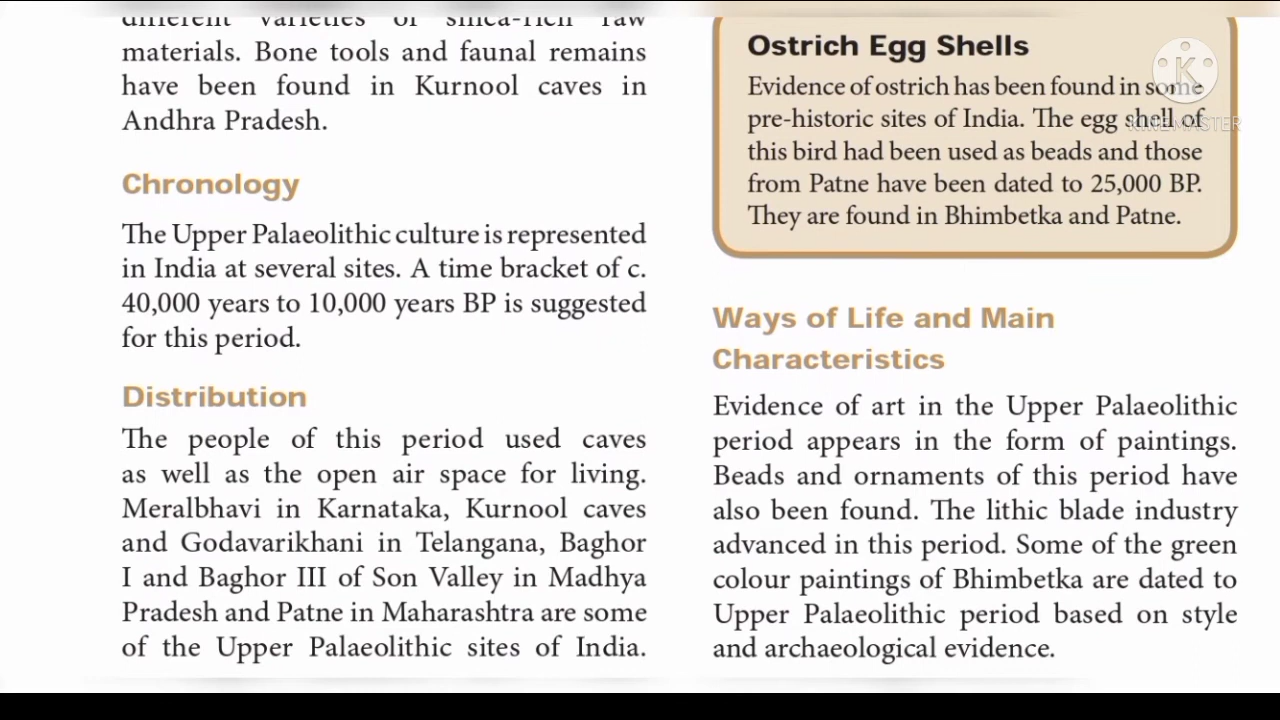 different varieties of silica-rich raw
materials. Bone tools and faunal remains
have been found in Kurnool caves in
Andhra Pradesh.
Chronology
The Upper Palaeolithic culture is represented
in India at several sites. A time bracket of c.
40,000 years to 10,000 years BP is suggested
for this period.
Distribution
The people of this period used caves
as well as the open air space for living.
Meralbhavi in Karnataka, Kurnool caves
and Godavarikhani in Telangana, Baghor
I and Baghor III of Son Valley in Madhya
Pradesh and Patne in Maharashtra are some
of the Upper Palaeolithic sites of India.
Ostrich Egg Shells
Evidence of ostrich has been found in some
pre-historic sites of India. The egg shell of
this bird had been used as beads and those
from Patne have been dated to 25,000 BP.
They are found in Bhimbetka and Patne.
K
KINEMASTER
Ways of Life and Main
Characteristics
Evidence of art in the Upper Palaeolithic
period appears in the form of paintings.
Beads and ornaments of this period have
also been found. The lithic blade industry
advanced in this period. Some of the green
colour paintings of Bhimbetka are dated to
Upper Palaeolithic period based on style
and archaeological evidence.